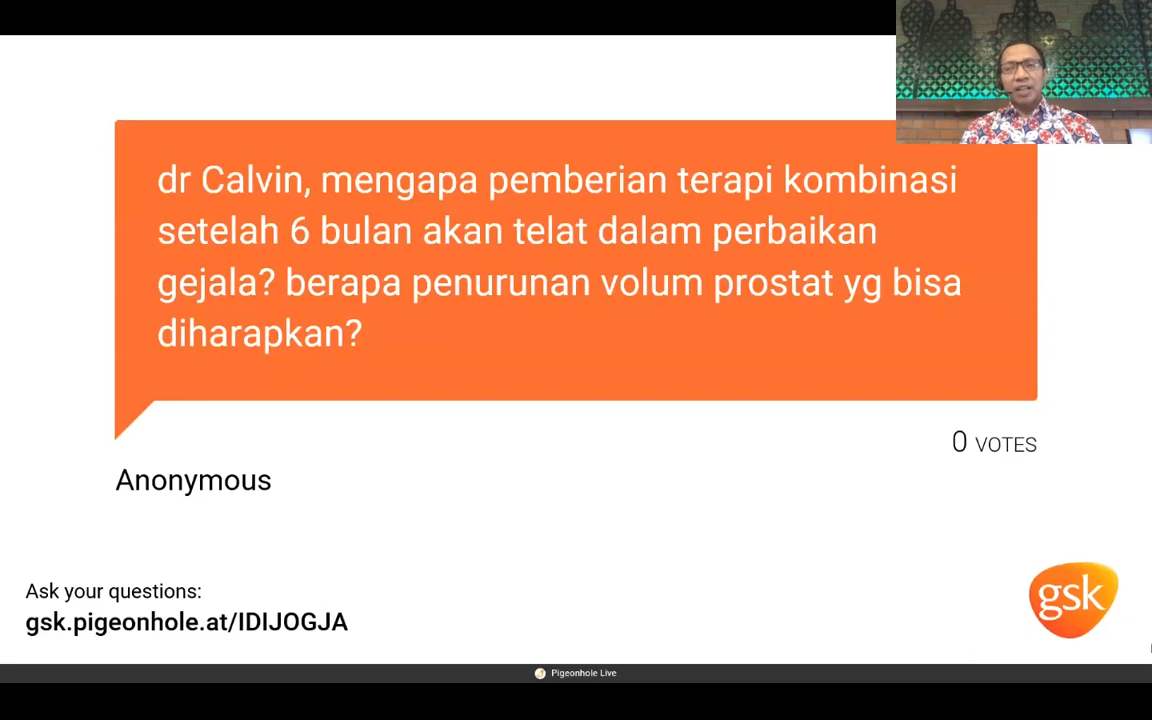 dr Calvin, mengapa pemberian terapi kombinasi
setelah 6 bulan akan telat dalam perbaikan
gejala? berapa penurunan volum prostat yg bisa
diharapkan?
0 VOTES
Anonymous
Ask your questions:
gsk.pigeonhole.at/IDIJOGJA
gsk
Pigeonhole Live